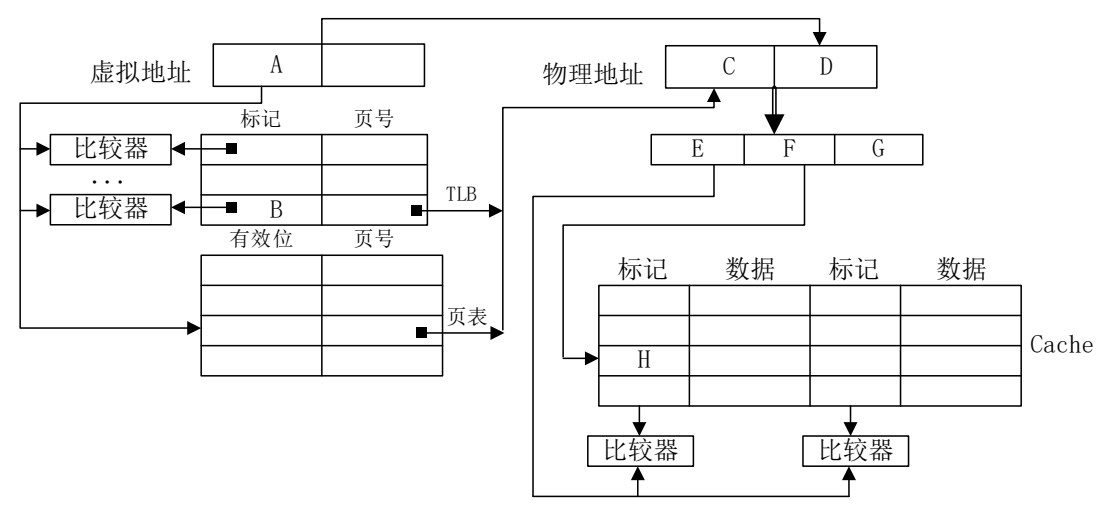 虚拟地址
A
物理地址
C
D
标记
页号
比较器
E
F
G
...
比较器
B
TLB
有效位
页号
标记
数据
标记
数据
页表
H
Cache
比较器
比较器